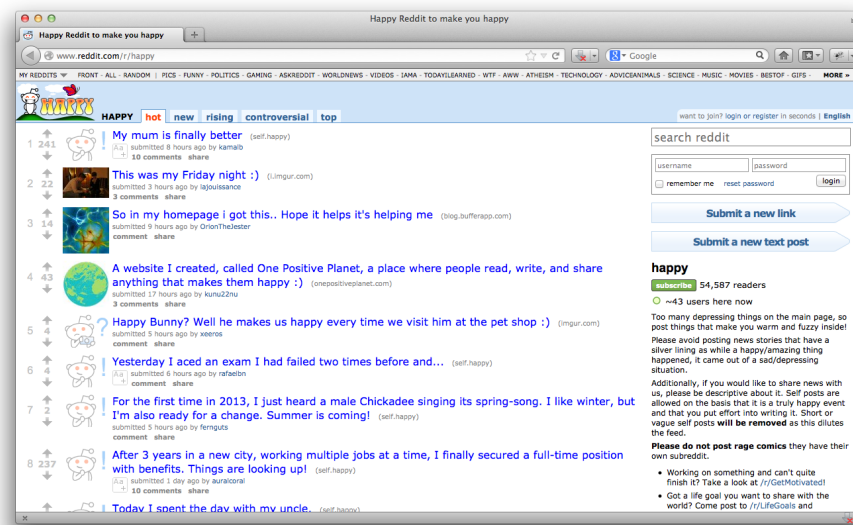 Happy Reddit to make you happy
Happy Reddit to make you happy
www.reddit.com/r/happy
Google
MY REDDITS FRONT - ALL - RANDOM | PICS - FUNNY - POLITICS - GAMING - ASKREDDIT - WORLDNEWS - VIDEOS - IAMA - TODAYILEARNED - WTF - AWW - ATHEISM - TECHNOLOGY - ADVICEANIMALS - SCIENCE - MUSIC - MOVIES - BESTOF - GIFS - MORE »
HAPPY
HAPPY hot new rising controversial top
want to join? login or register in seconds | English
1 241
My mum is finally better (self.happy)
Aa+ submitted 8 hours ago by kamalb
10 comments share
2 22
This was my Friday night :) (i.imgur.com)
submitted 3 hours ago by lajouissance
3 comments share
3 14
So in my homepage i got this.. Hope it helps it's helping me (blog.bufferapp.com)
submitted 9 hours ago by OrionTheJester
comment share
4 43
A website I created, called One Positive Planet, a place where people read, write, and share
anything that makes them happy :) (onepositiveplanet.com)
submitted 17 hours ago by kunu22nu
3 comments share
5 4
Happy Bunny? Well he makes us happy every time we visit him at the pet shop :) (imgur.com)
submitted 5 hours ago by xeeros
comment share
6 4
Yesterday I aced an exam I had failed two times before and... (self.happy)
Aa+ submitted 6 hours ago by rafaelbn
comment share
7 2
For the first time in 2013, I just heard a male Chickadee singing its spring-song. I like winter, but
I'm also ready for a change. Summer is coming! (self.happy)
submitted 5 hours ago by fernguts
comment share
8 237
After 3 years in a new city, working multiple jobs at a time, I finally secured a full-time position
with benefits. Things are looking up! (self.happy)
Aa+ submitted 1 day ago by auralcoral
10 comments share
Today I spent the day with my uncle. (self.happy)
search reddit
username password
remember me reset password login
Submit a new link
Submit a new text post
happy
subscribe 54,587 readers
~43 users here now
Too many depressing things on the main page, so
post things that make you warm and fuzzy inside!
Please avoid posting news stories that have a
silver lining as while a happy/amazing thing
happened, it came out of a sad/depressing
situation.
Additionally, if you would like to share news with
us, please be descriptive about it. Self posts are
allowed on the basis that it is a truly happy event
and that you put effort into writing it. Short or
vague self posts will be removed as this dilutes
the feed.
Please do not post rage comics they have their
own subreddit.
• Working on something and can't quite
finish it? Take a look at /r/GetMotivated!
• Got a life goal you want to share with the
world? Come post to /r/LifeGoals and